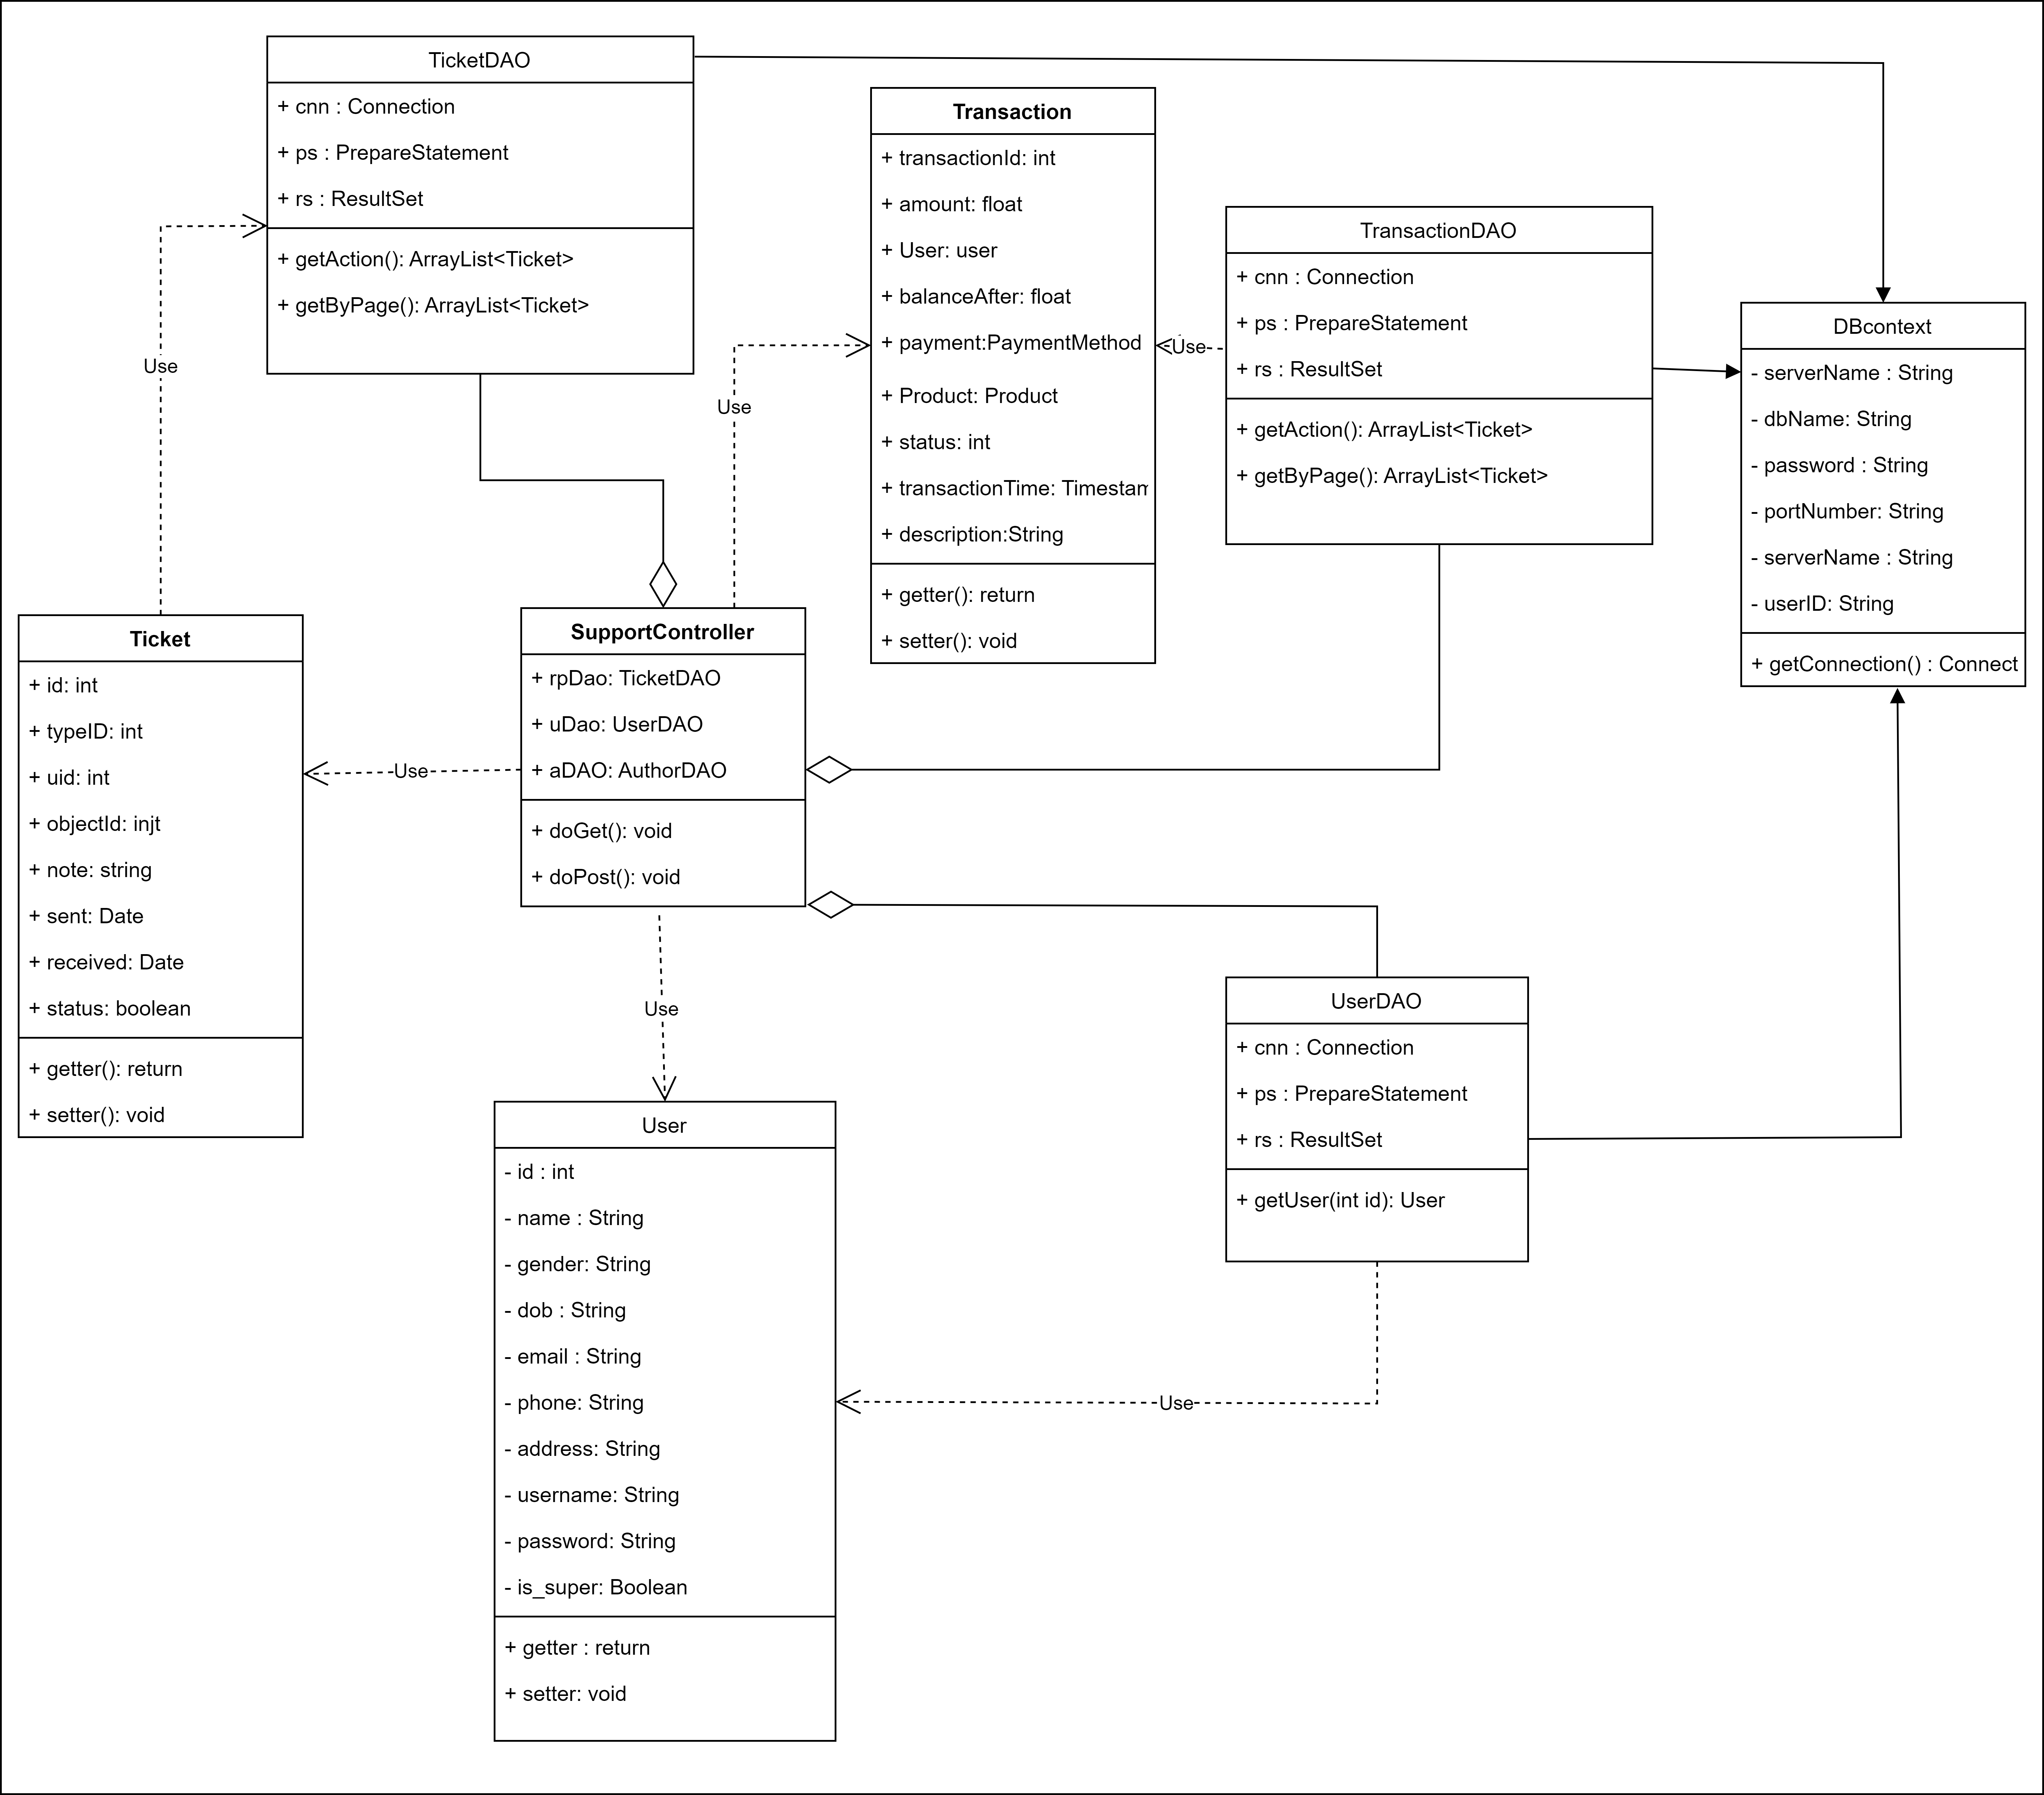 TicketDAO
+ cnn : Connection
+ ps : PrepareStatement
+ rs : ResultSet
+ getAction(): ArrayList<Ticket>
+ getByPage(): ArrayList<Ticket>
Transaction
+ transactionId: int
+ amount: float
+ User: user
+ balanceAfter: float
+ payment:PaymentMethod
+ Product: Product
+ status: int
+ transactionTime: Timestam
+ description:String
+ getter(): return
+ setter(): void
TransactionDAO
+ cnn : Connection
+ ps : PrepareStatement
+ rs : ResultSet
+ getAction(): ArrayList<Ticket>
+ getByPage(): ArrayList<Ticket>
DBcontext
- serverName : String
- dbName: String
- password : String
- portNumber: String
- serverName : String
- userID: String
+ getConnection() : Connect
Use
Use
Use
Ticket
+ id: int
+ typeID: int
+ uid: int
+ objectId: injt
+ note: string
+ sent: Date
+ received: Date
+ status: boolean
+ getter(): return
+ setter(): void
Use
SupportController
+ rpDao: TicketDAO
+ uDao: UserDAO
+ aDAO: AuthorDAO
+ doGet(): void
+ doPost(): void
Use
UserDAO
+ cnn : Connection
+ ps : PrepareStatement
+ rs : ResultSet
+ getUser(int id): User
User
- id : int
- name : String
- gender: String
- dob : String
- email : String
- phone: String
- address: String
- username: String
- password: String
- is_super: Boolean
+ getter : return
+ setter: void
Use